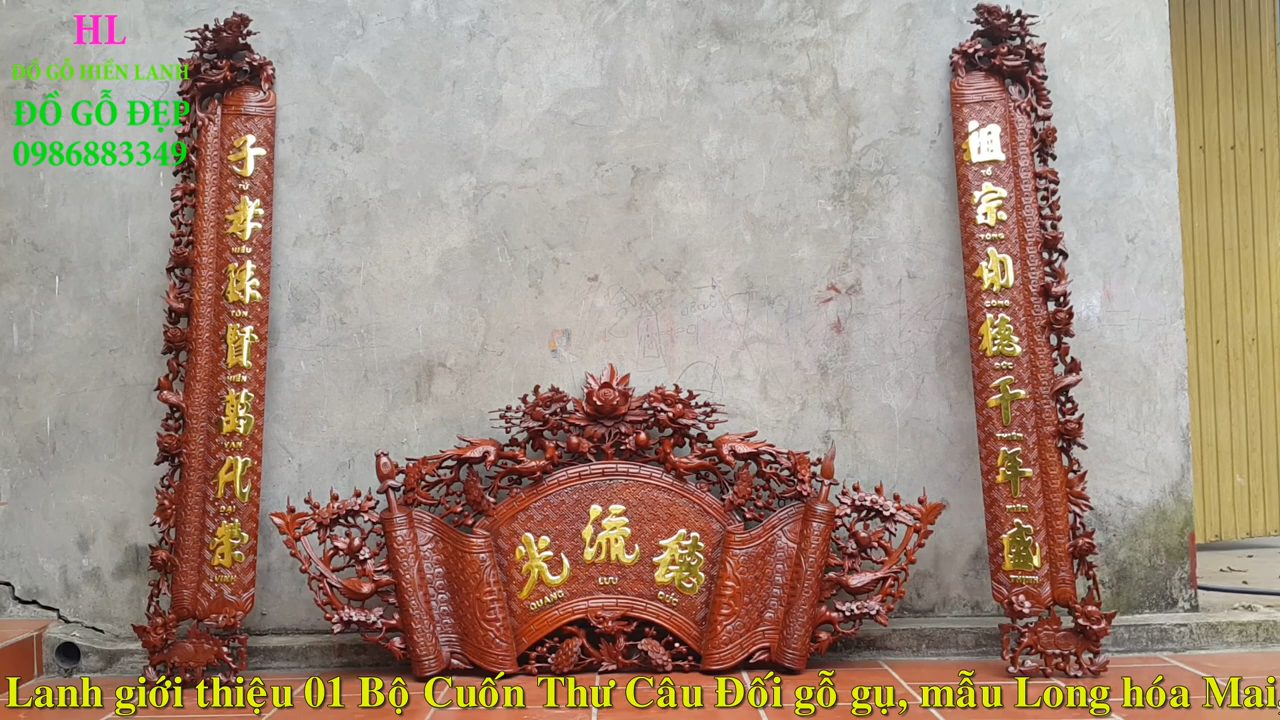 HL
ĐỒ GỖ HIỀN LANH
ĐỒ GỖ ĐẸP
0986883349
子
TỬ
孝
HIẾU
孫
TÔN
賢
HIỀN
萬
VẠN
代
ĐẠI
榮
VINH
光 流 德
QUANG LƯU ĐỨC
祖
TỔ
宗
TÔNG
功
CÔNG
德
ĐỨC
千
THIÊN
年
NIÊN
盛
THỊNH
Lanh giới thiệu 01 Bộ Cuốn Thư Câu Đối gỗ gụ, mẫu Long hóa Mai